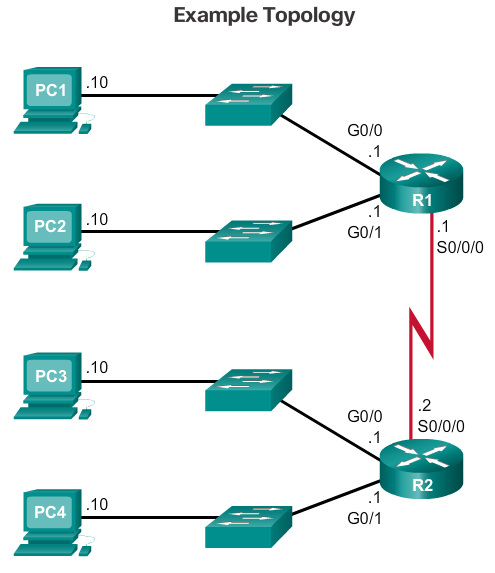 Example Topology
PC1
.10
G0/0
.1
R1
PC2
.10
.1
G0/1
.1
S0/0/0
PC3
.10
G0/0
.1
.2
S0/0/0
R2
PC4
.10
.1
G0/1